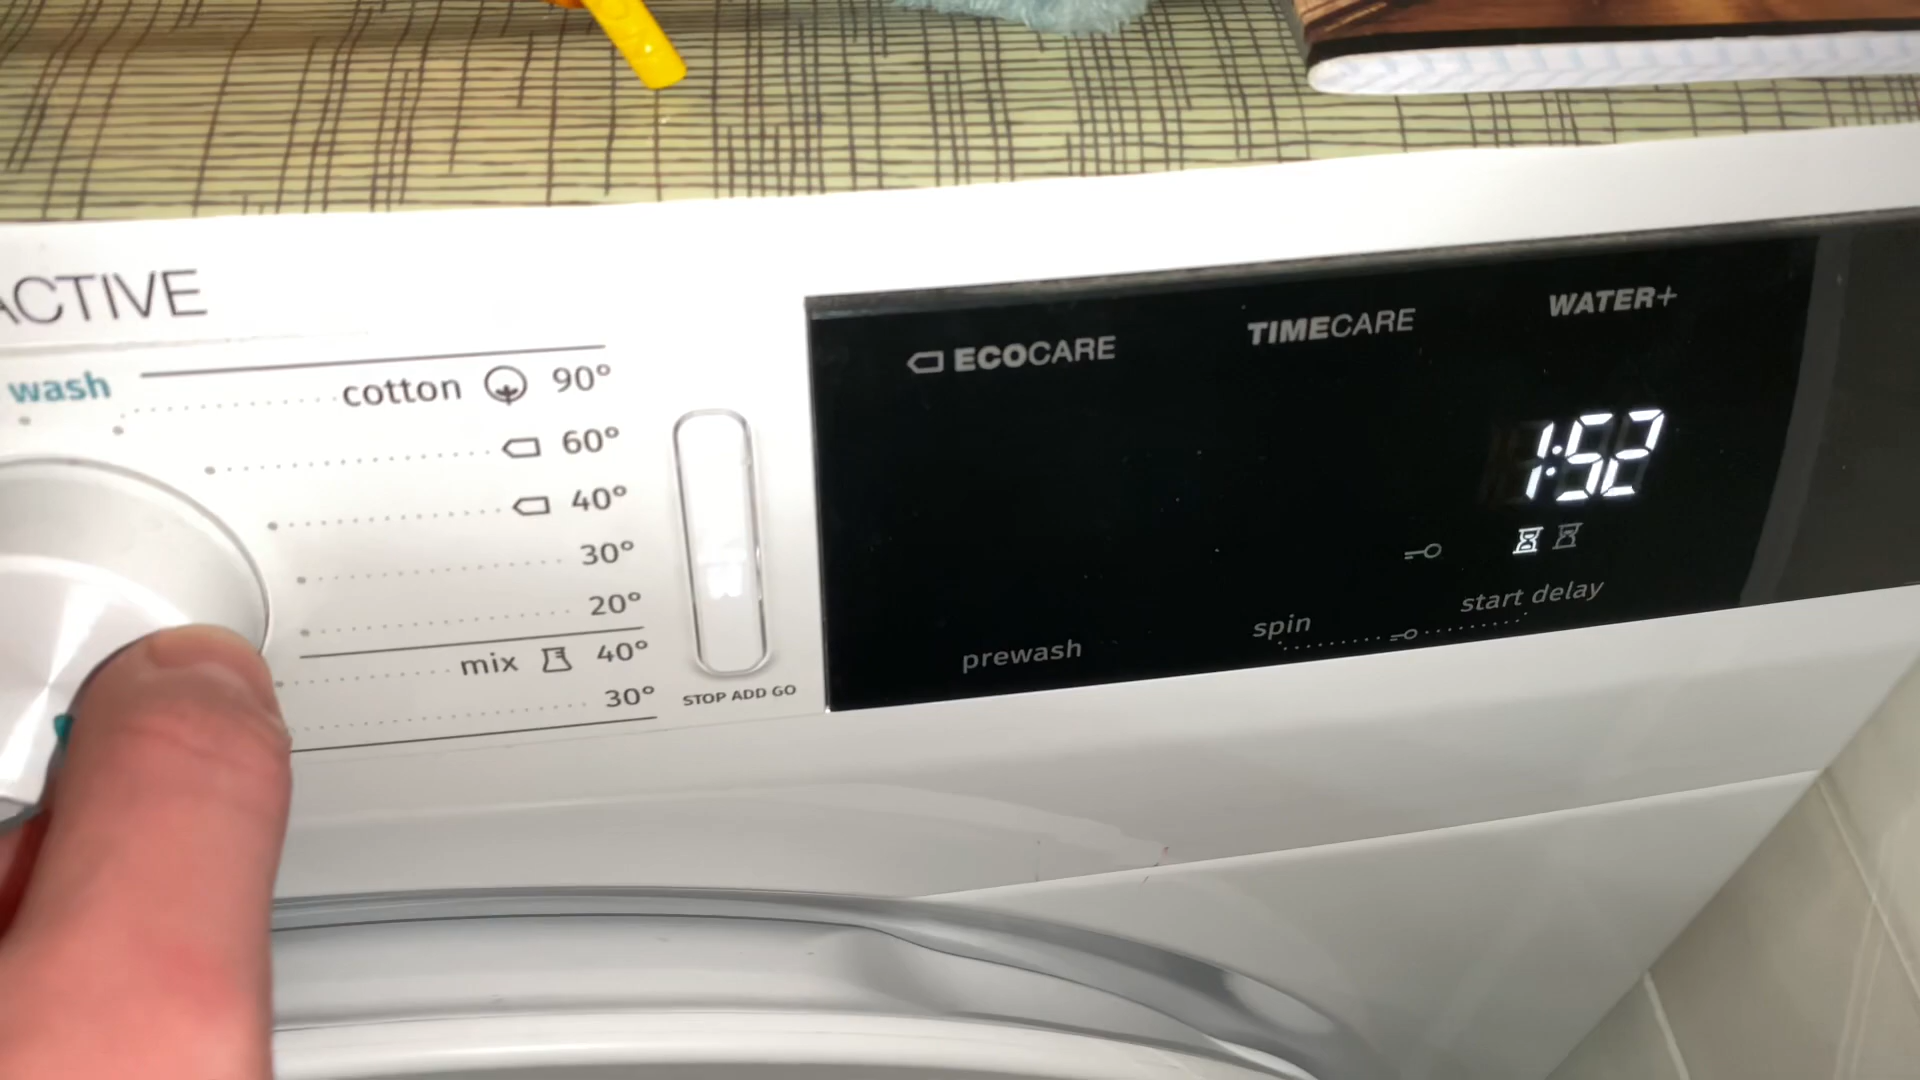 ACTIVE
wash
cotton 90°
60°
40°
30°
20°
mix 40°
30°
STOP ADD GO
ECOCARE
TIMECARE
WATER+
1:52
prewash
spin
start delay